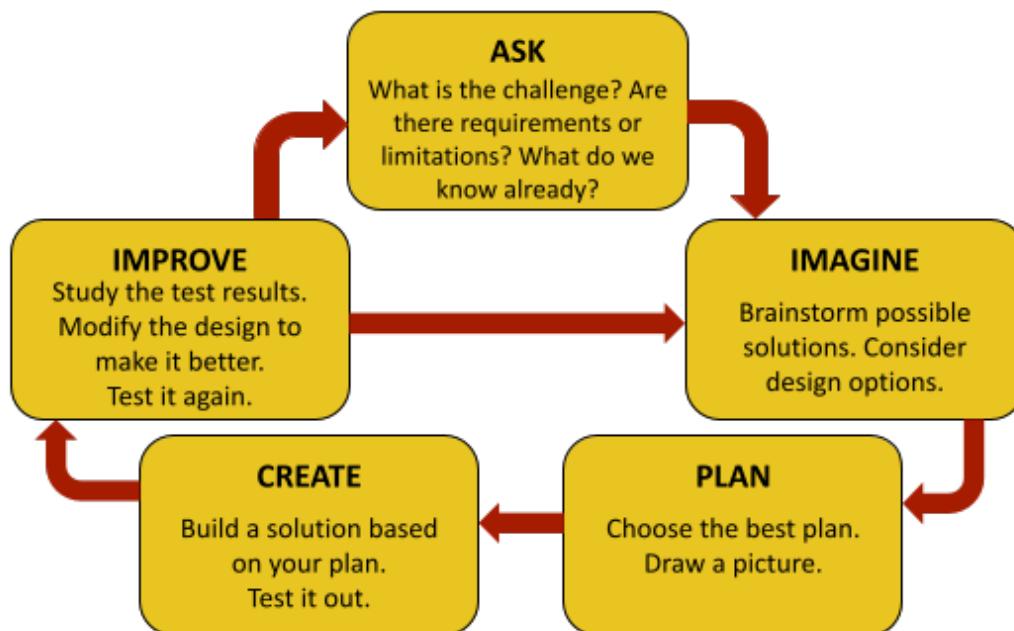 ASK
What is the challenge? Are
there requirements or
limitations? What do we
know already?
IMAGINE
Brainstorm possible
solutions. Consider
design options.
PLAN
Choose the best plan.
Draw a picture.
CREATE
Build a solution based
on your plan.
Test it out.
IMPROVE
Study the test results.
Modify the design to
make it better.
Test it again.